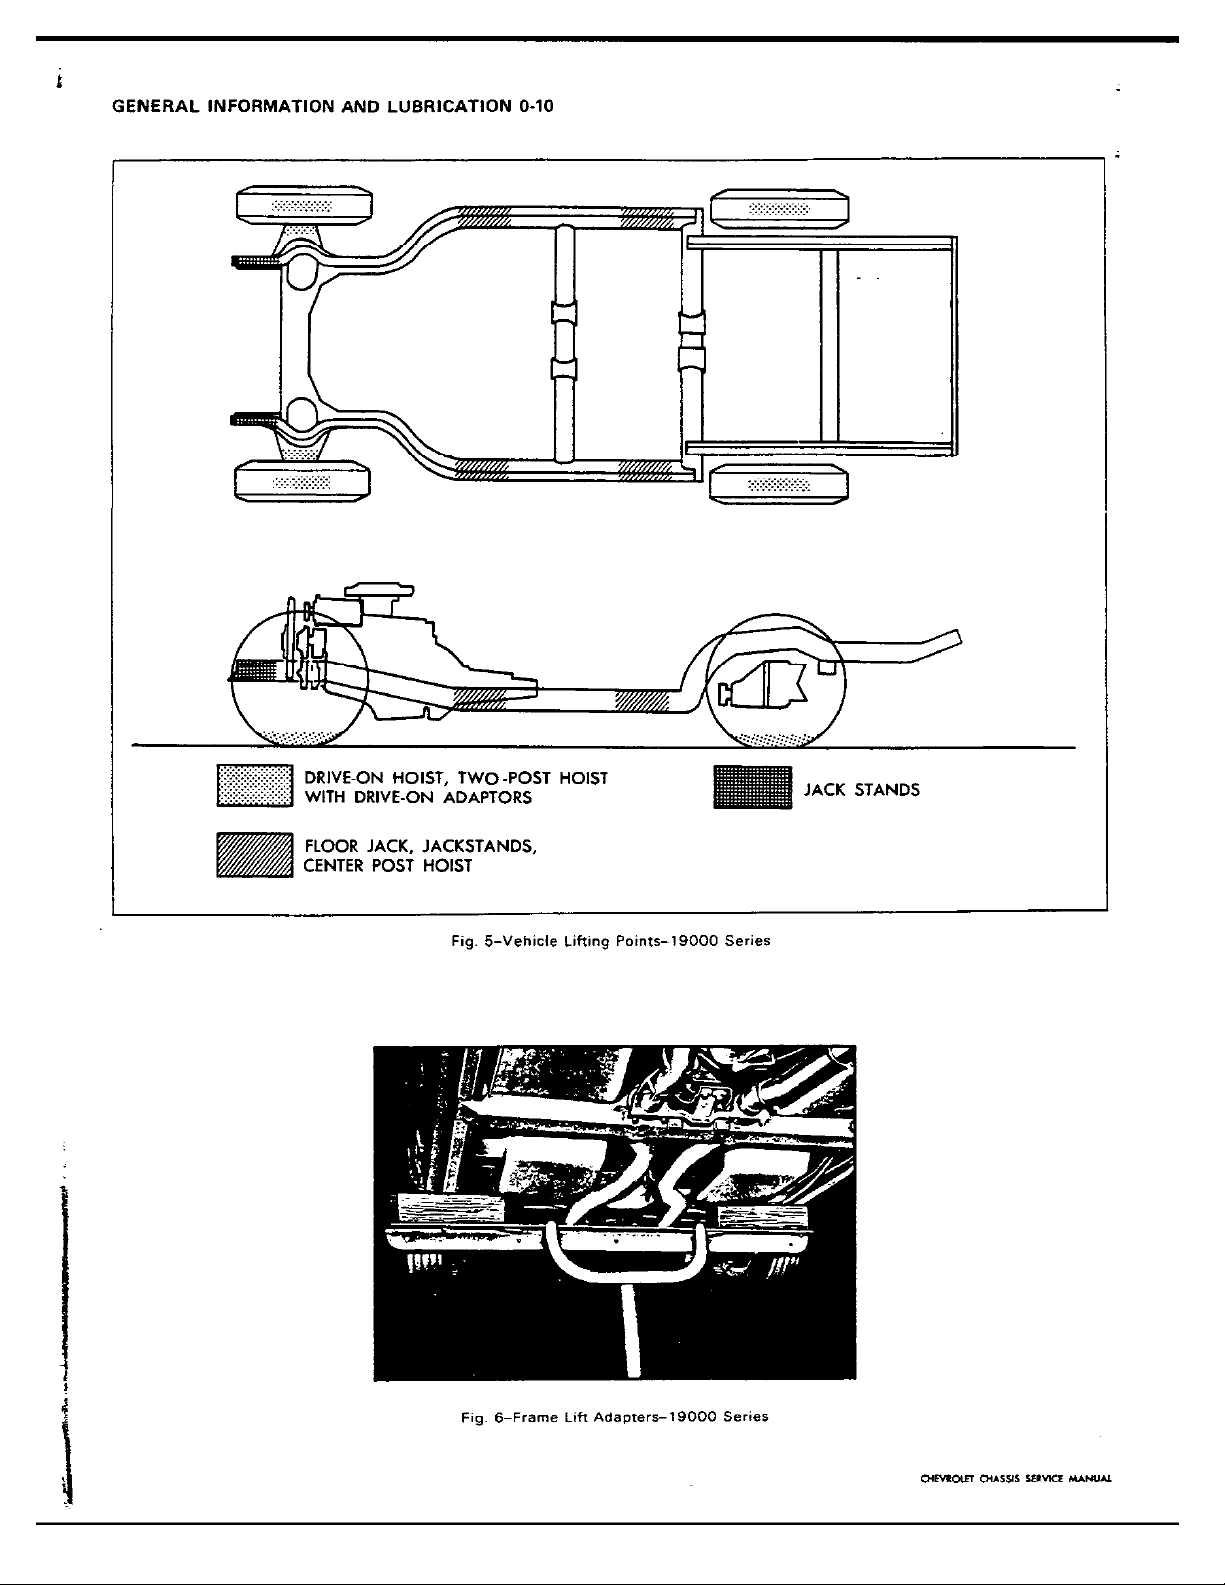 GENERAL INFORMATION AND LUBRICATION 0-10
DRIVE-ON HOIST, TWO-POST HOIST
WITH DRIVE-ON ADAPTORS
JACK STANDS
FLOOR JACK, JACKSTANDS,
CENTER POST HOIST
Fig. 5–Vehicle Lifting Points–19000 Series
Fig. 6–Frame Lift Adapters–19000 Series
CHEVROLET CHASSIS SERVICE MANUAL